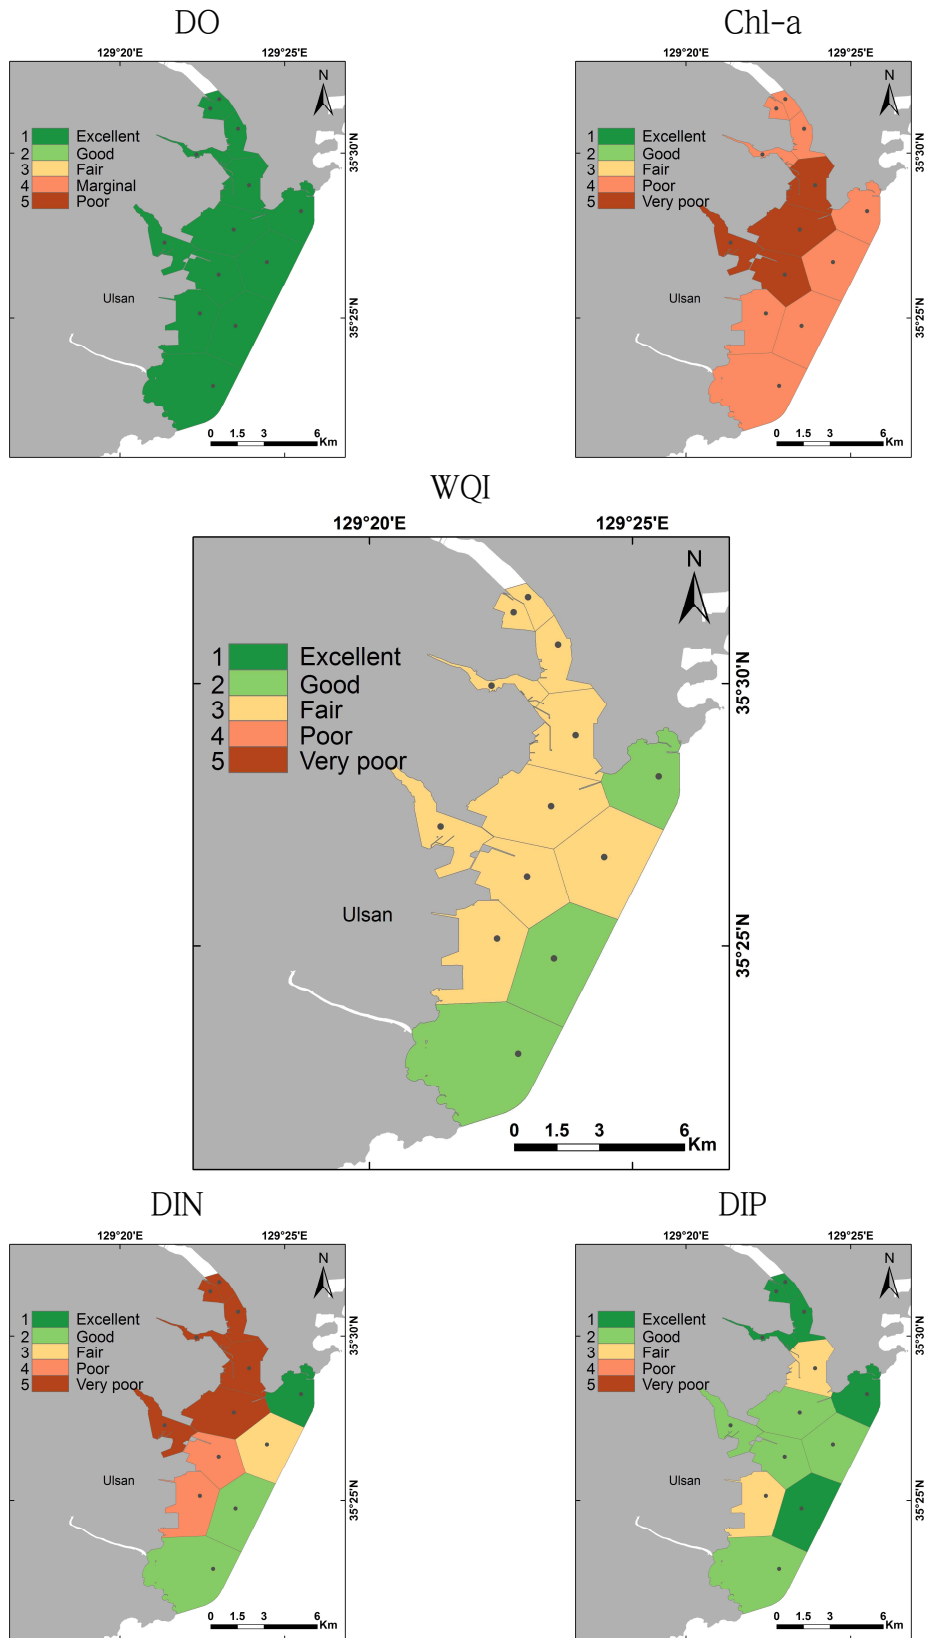 DO
129°20'E 129°25'E
N
1 Excellent
2 Good
3 Fair
4 Marginal
5 Poor
35°30'N
Ulsan
35°25'N
0 1.5 3 6
Km
Chl-a
129°20'E 129°25'E
N
1 Excellent
2 Good
3 Fair
4 Poor
5 Very poor
35°30'N
Ulsan
35°25'N
0 1.5 3 6
Km
WQI
129°20'E 129°25'E
N
1 Excellent
2 Good
3 Fair
4 Poor
5 Very poor
35°30'N
Ulsan
35°25'N
0 1.5 3 6
Km
DIN
129°20'E 129°25'E
N
1 Excellent
2 Good
3 Fair
4 Poor
5 Very poor
35°30'N
Ulsan
35°25'N
0 1.5 3 6
Km
DIP
129°20'E 129°25'E
N
1 Excellent
2 Good
3 Fair
4 Poor
5 Very poor
35°30'N
Ulsan
35°25'N
0 1.5 3 6
Km